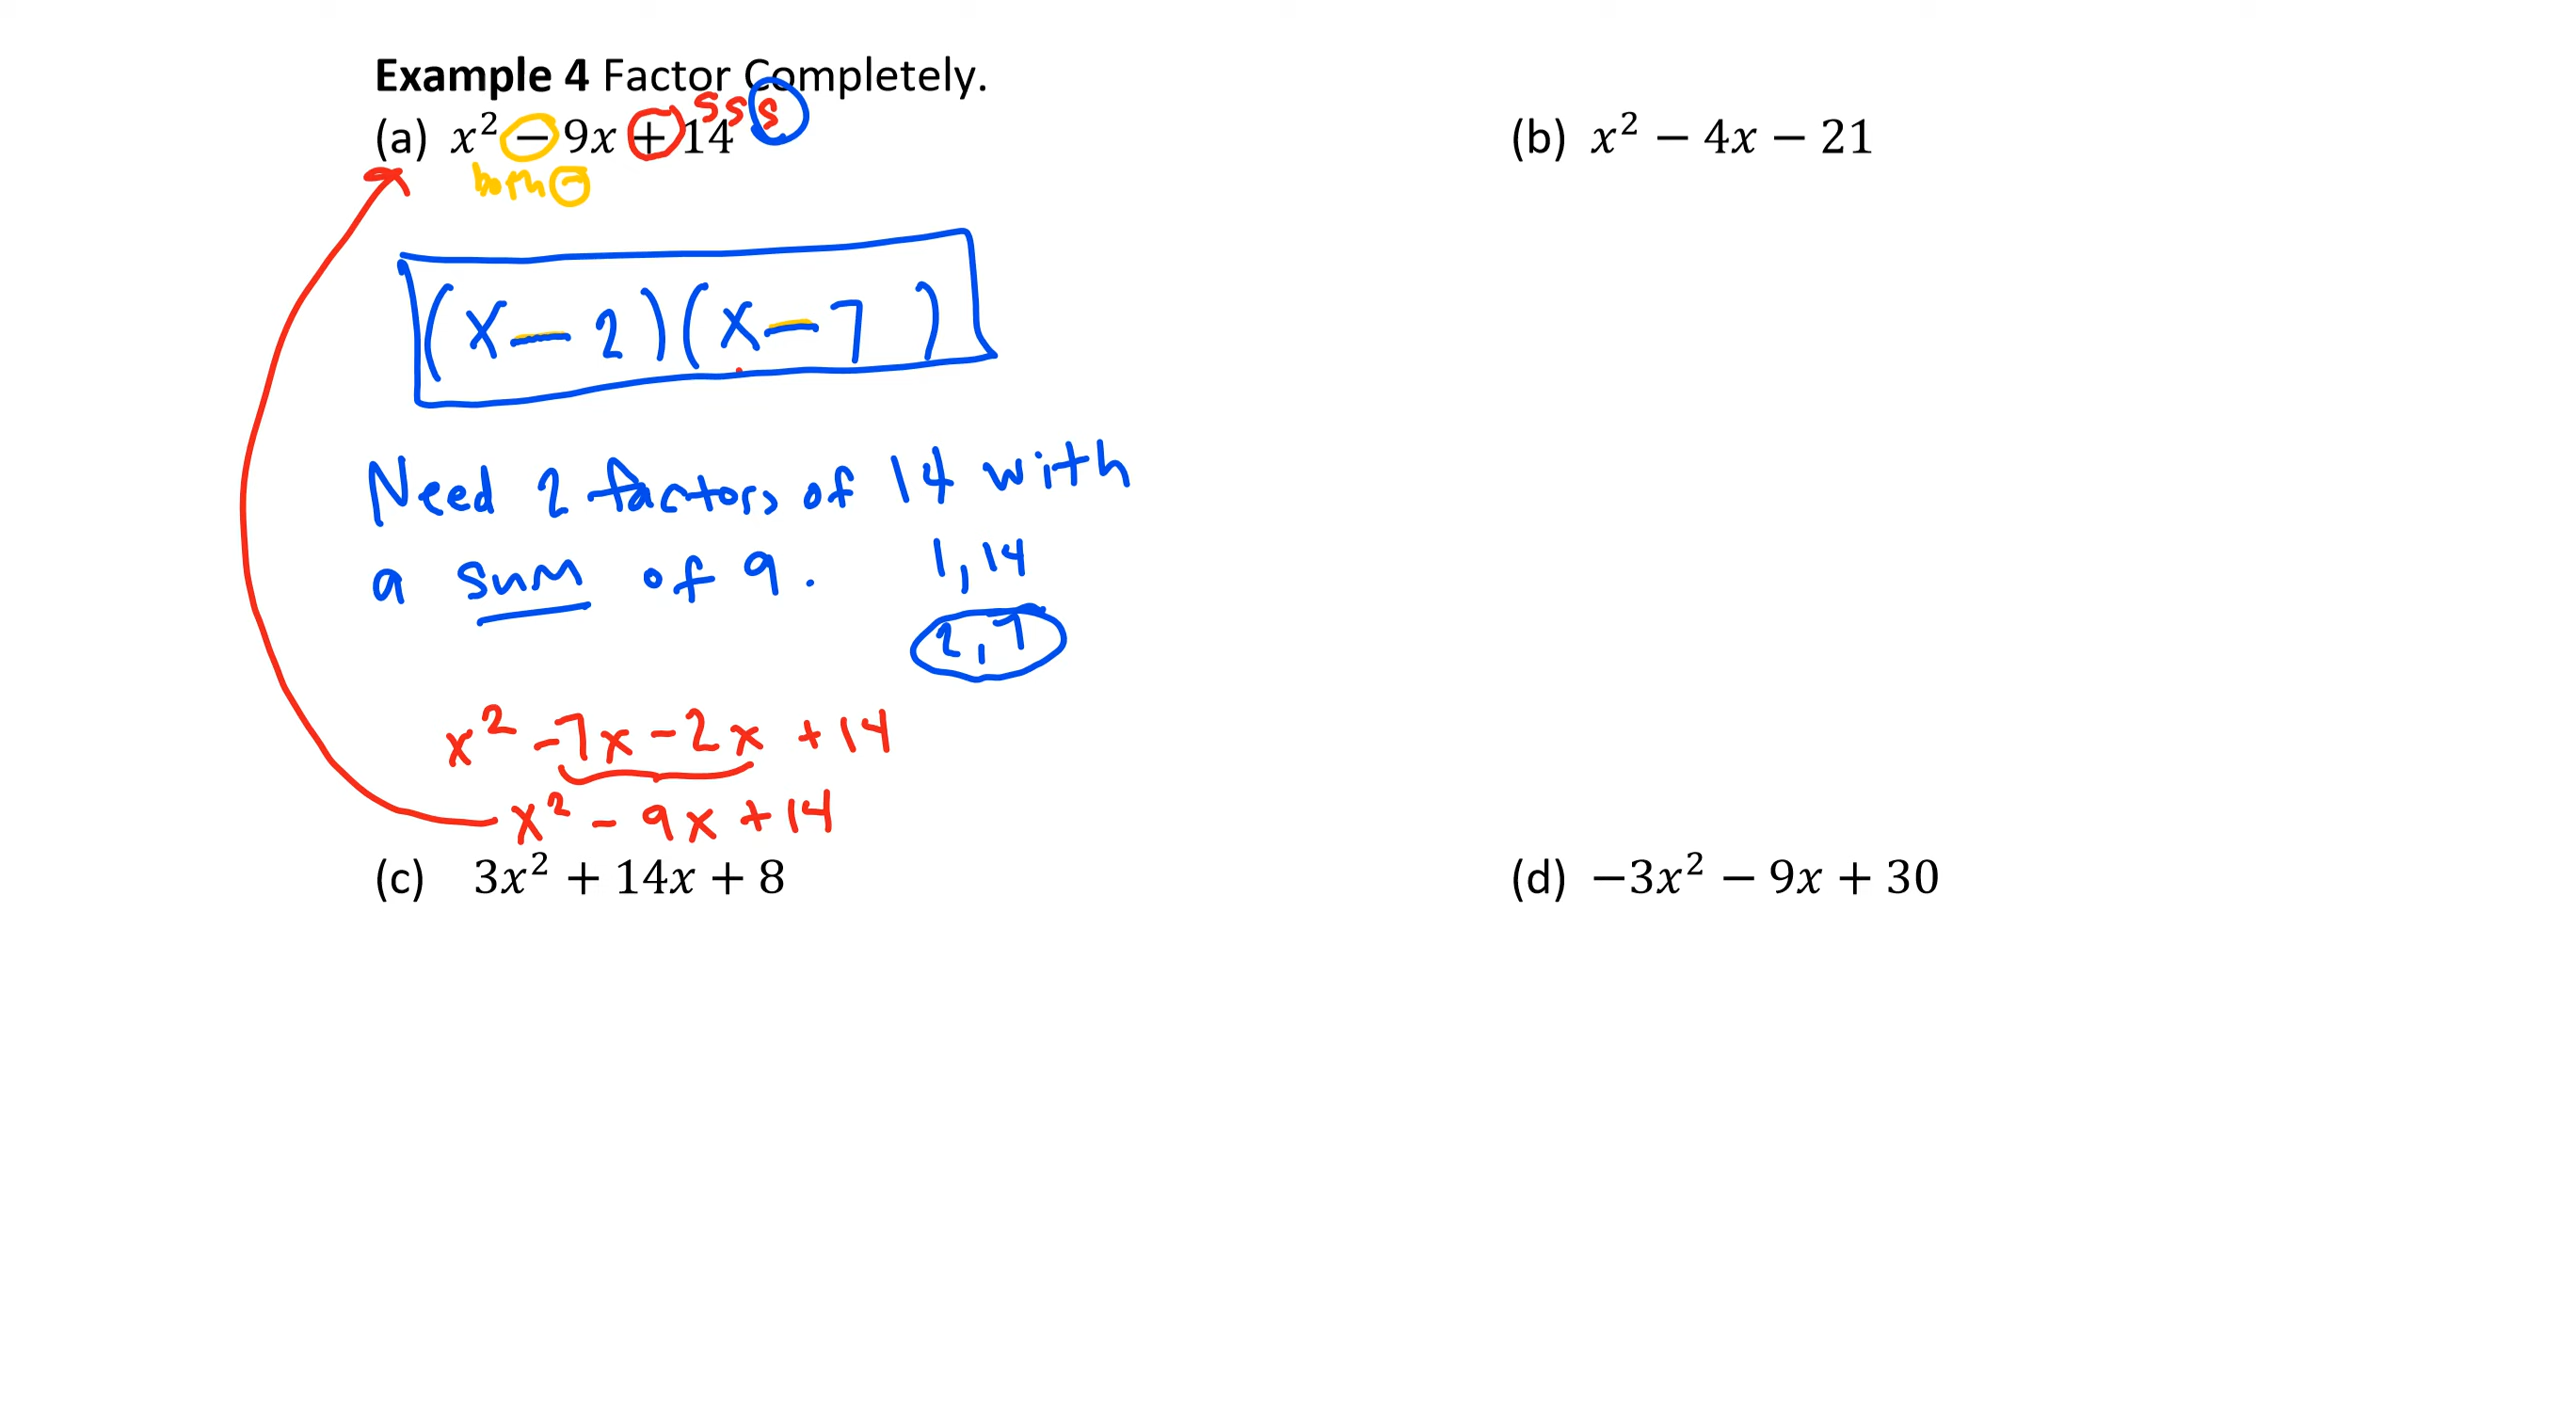 Example 4 Factor Completely.
(a) x² − 9x + 14 s s s
both −
(x − 2)(x − 7)
Need 2 factors of 14 with
a sum of 9. 1, 14
2, 7
x² − 7x − 2x + 14
x² − 9x + 14
(b) x² − 4x − 21
(c) 3x² + 14x + 8
(d) −3x² − 9x + 30